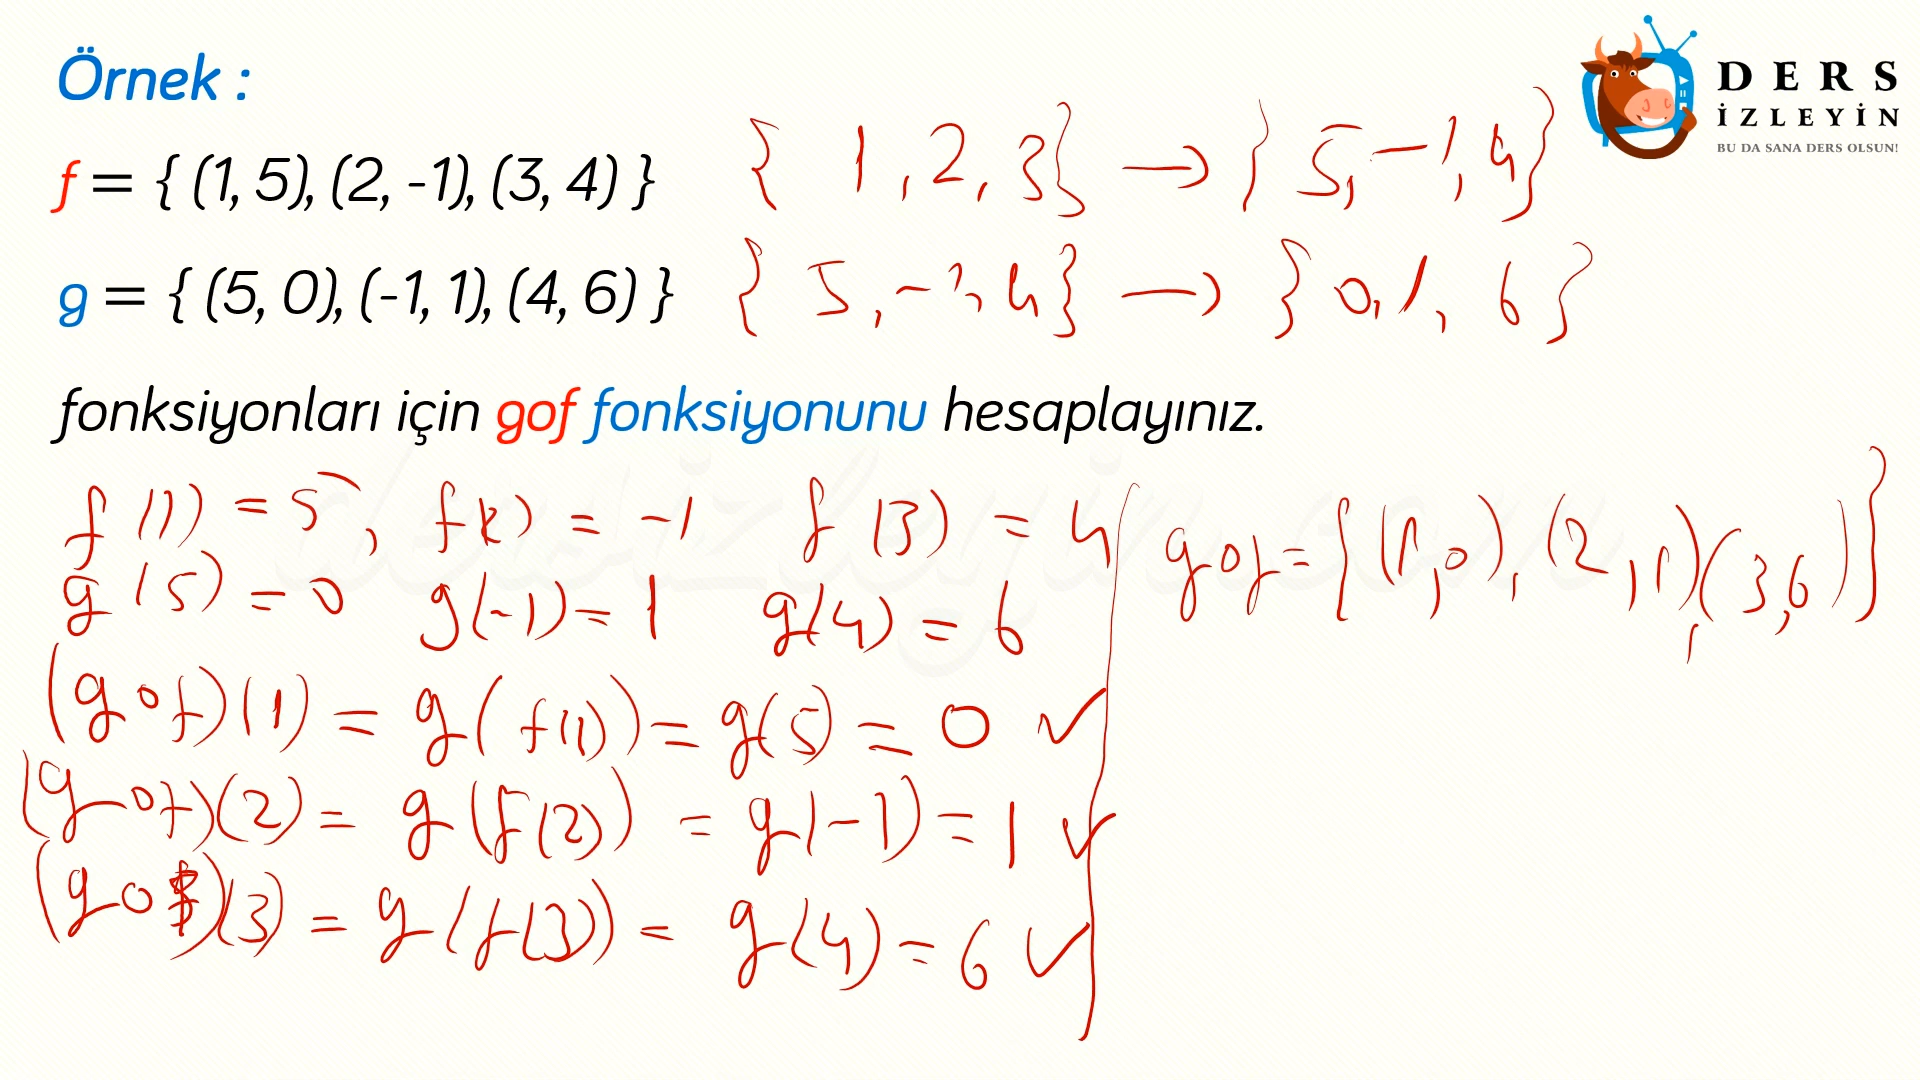 Örnek :
DERS
İZLEYİN
BU DA SANA DERS OLSUN!
f = { (1, 5), (2, -1), (3, 4) } { 1, 2, 3} → { 5, -1, 4}
g = { (5, 0), (-1, 1), (4, 6) } { 5, -1, 4} → { 0, 1, 6 }
fonksiyonları için gof fonksiyonunu hesaplayınız.
f(1) = 5, f(2) = -1 f(3) = 4
gof = { (1,0), (2,1), (3,6) }
g(5) = 0 g(-1) = 1 g(4) = 6
(gof)(1) = g(f(1)) = g(5) = 0 ✓
(gof)(2) = g(f(2)) = g(-1) = 1 ✓
(gof)(3) = g(f(3)) = g(4) = 6 ✓